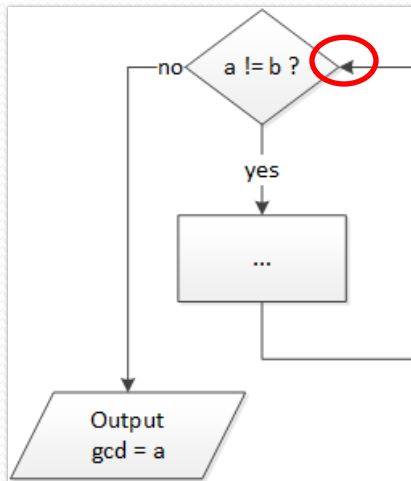 a != b ?
no
yes
...
Output
gcd = a